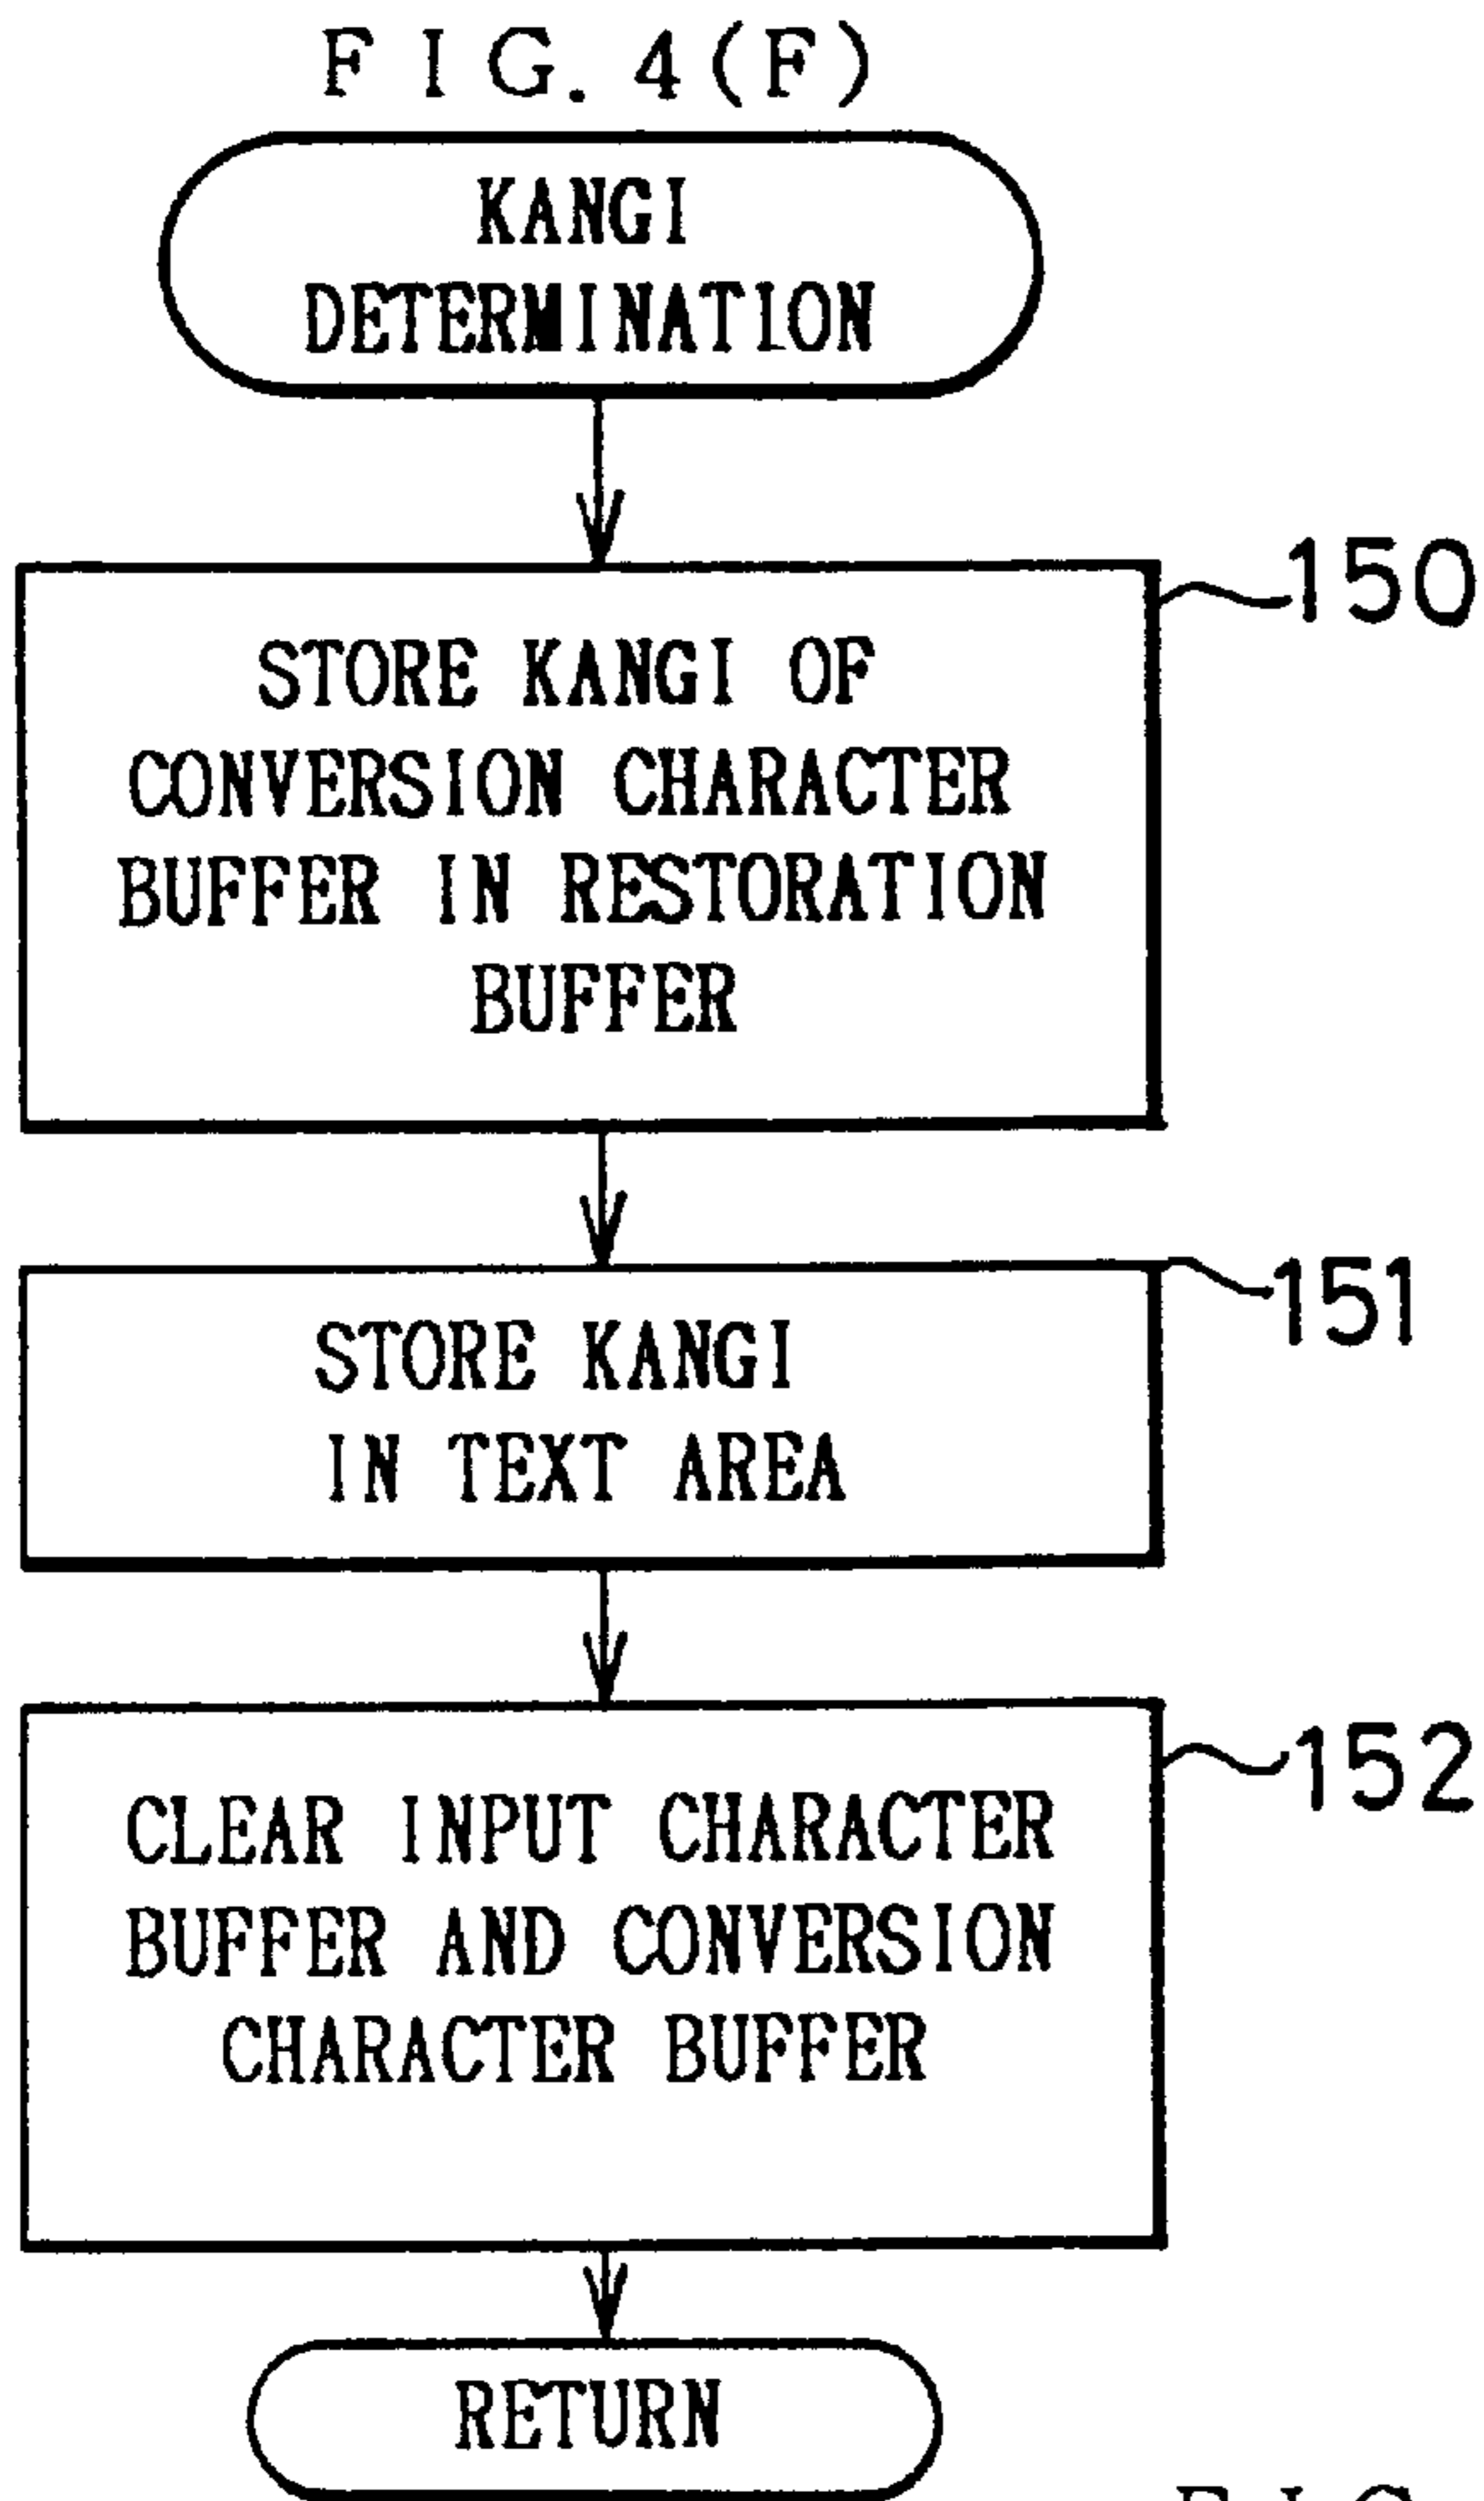 FIG. 4(F)
KANGI
DETERMINATION
150
STORE KANGI OF
CONVERSION CHARACTER
BUFFER IN RESTORATION
BUFFER
151
STORE KANGI
IN TEXT AREA
152
CLEAR INPUT CHARACTER
BUFFER AND CONVERSION
CHARACTER BUFFER
RETURN